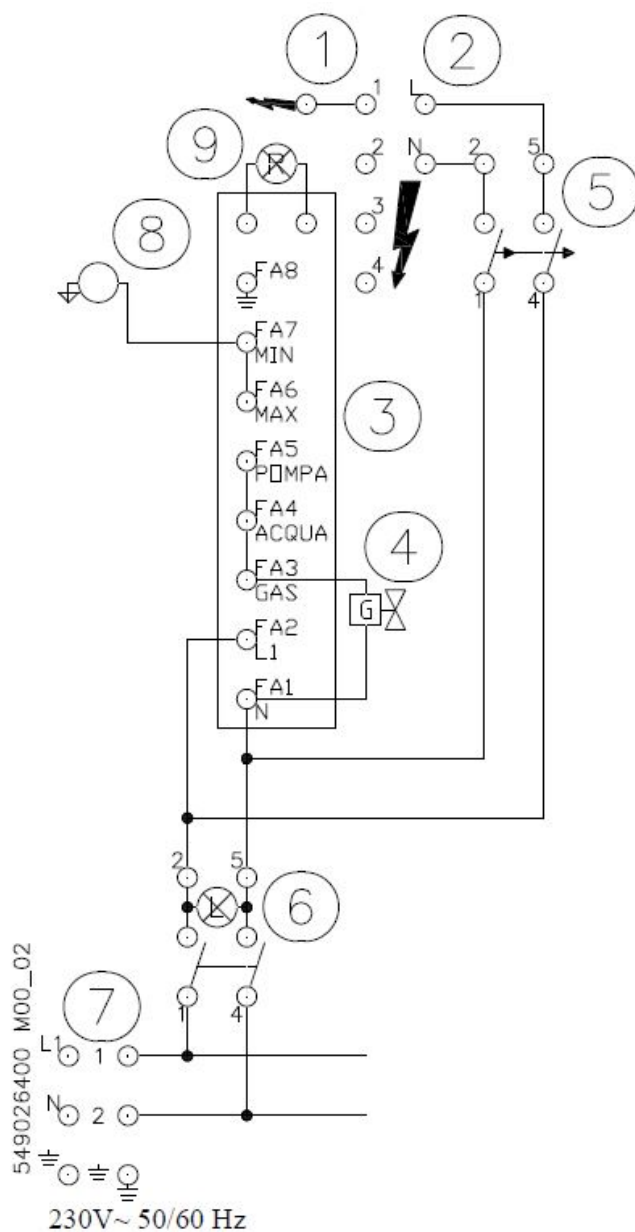 1 2
1 L
9 R 2 N 2 5
3 5
8 FA8 4
1 4
FA7
MIN
FA6
MAX 3
FA5
POMPA
FA4
ACQUA 4
FA3
GAS G
FA2
L1
FA1
N
2 5
L 6
1 4
7
L1 1
N 2
549026400 M00_02
230V~ 50/60 Hz